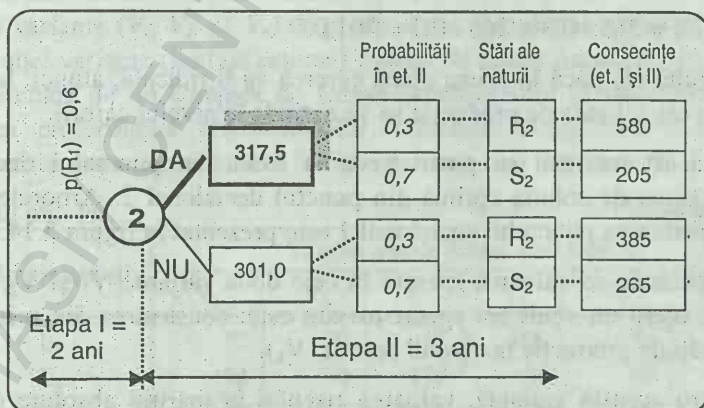 Probabilități în et. II
Stări ale naturii
Consecințe (et. I și II)
p(R₁) = 0,6
2
DA
317,5
0,3 R₂ 580
0,7 S₂ 205
NU
301,0
0,3 R₂ 385
0,7 S₂ 265
Etapa I = 2 ani
Etapa II = 3 ani